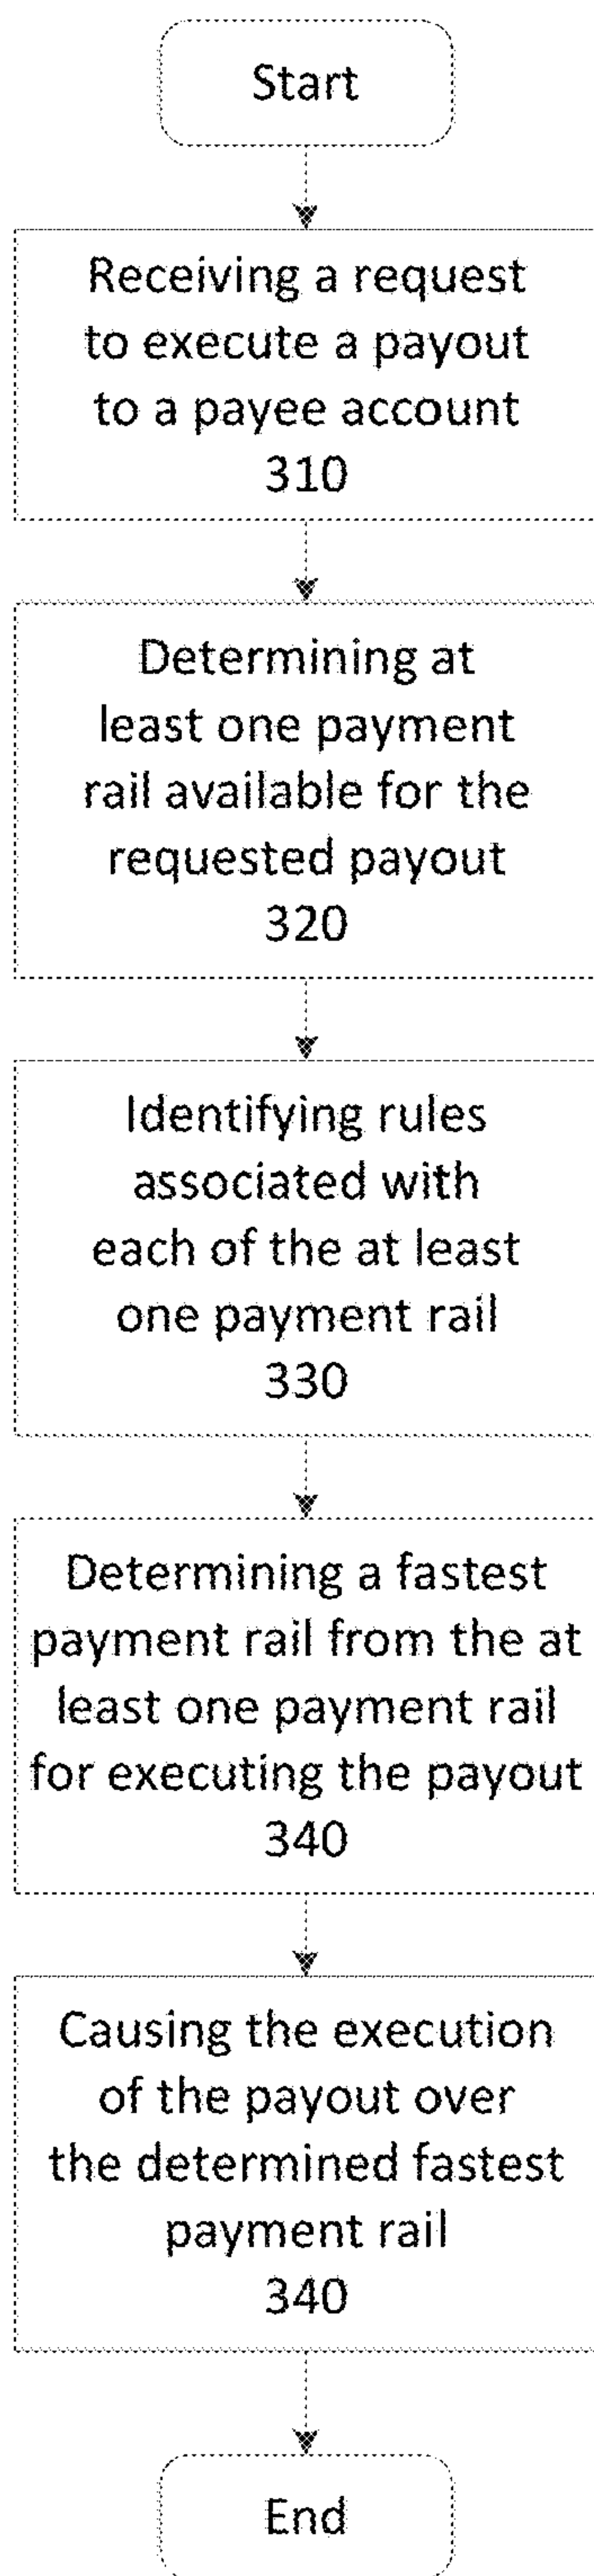 Start
Receiving a request
to execute a payout
to a payee account
310
Determining at
least one payment
rail available for the
requested payout
320
Identifying rules
associated with
each of the at least
one payment rail
330
Determining a fastest
payment rail from the at
least one payment rail
for executing the payout
340
Causing the execution
of the payout over
the determined fastest
payment rail
340
End